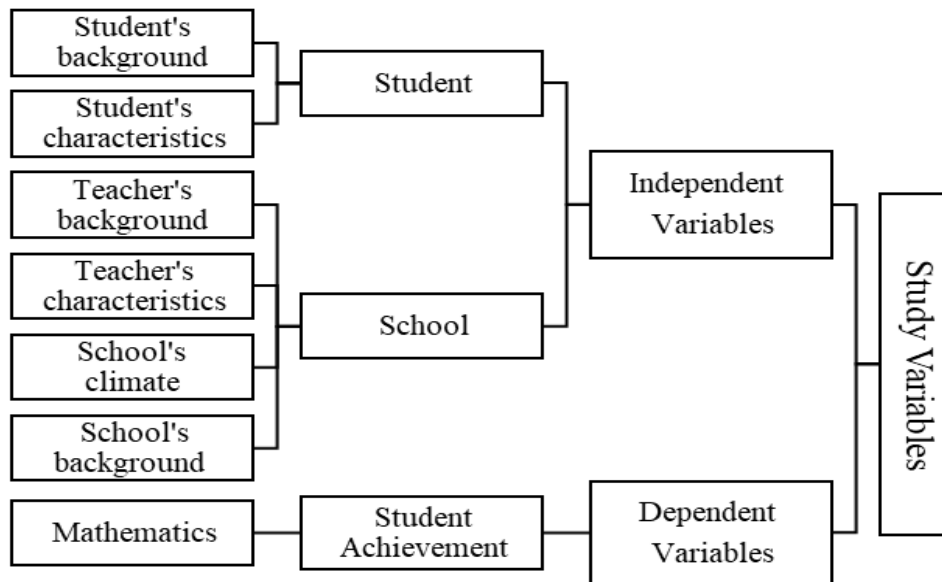 Student's
background
Student's
characteristics
Teacher's
background
Teacher's
characteristics
School's
climate
School's
background
Mathematics
Student
School
Student
Achievement
Independent
Variables
Dependent
Variables
Study Variables